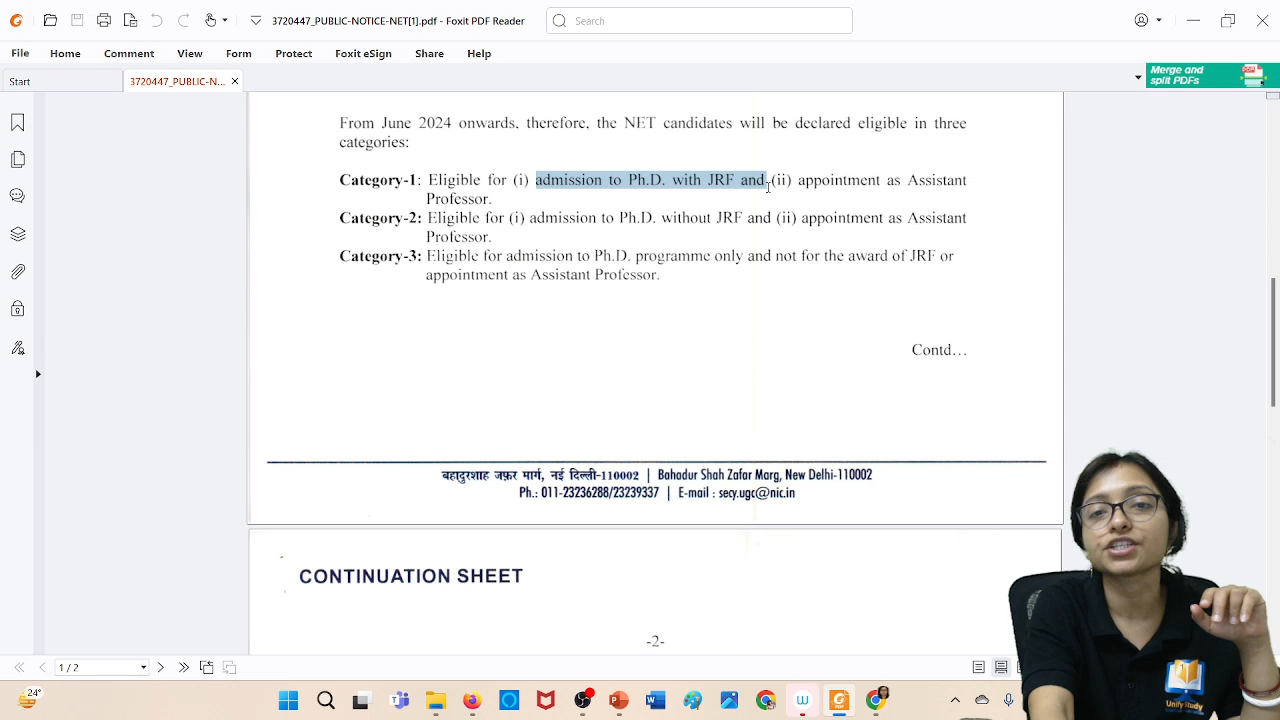 3720447_PUBLIC-NOTICE-NET[1].pdf - Foxit PDF Reader
Search
File Home Comment View Form Protect Foxit eSign Share Help
Start
3720447_PUBLIC-N...
Merge and
split PDFs
From June 2024 onwards, therefore, the NET candidates will be declared eligible in three
categories:
Category-1: Eligible for (i) admission to Ph.D. with JRF and (ii) appointment as Assistant
Professor.
Category-2: Eligible for (i) admission to Ph.D. without JRF and (ii) appointment as Assistant
Professor.
Category-3: Eligible for admission to Ph.D. programme only and not for the award of JRF or
appointment as Assistant Professor.
Contd…
बहादुरशाह ज़फ़र मार्ग, नई दिल्ली-110002 | Bahadur Shah Zafar Marg, New Delhi-110002
Ph.: 011-23236288/23239337 | E-mail : secy.ugc@nic.in
CONTINUATION SHEET
-2-
1 / 2
24°
Unify Study